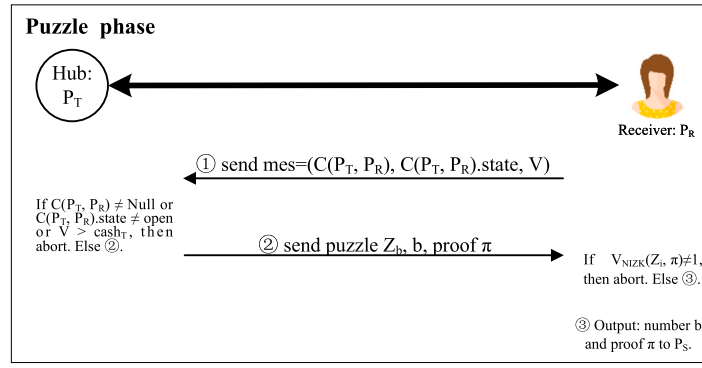 Puzzle phase
Hub:
P_T
Receiver: P_R
① send mes=(C(P_T, P_R), C(P_T, P_R).state, V)
If C(P_T, P_R) ≠ Null or
C(P_T, P_R).state ≠ open
or V > cash_T, then
abort. Else ②.
② send puzzle Z_b, b, proof π
If V_NIZK(Z_i, π)≠1,
then abort. Else ③.
③ Output: number b
and proof π to P_S.